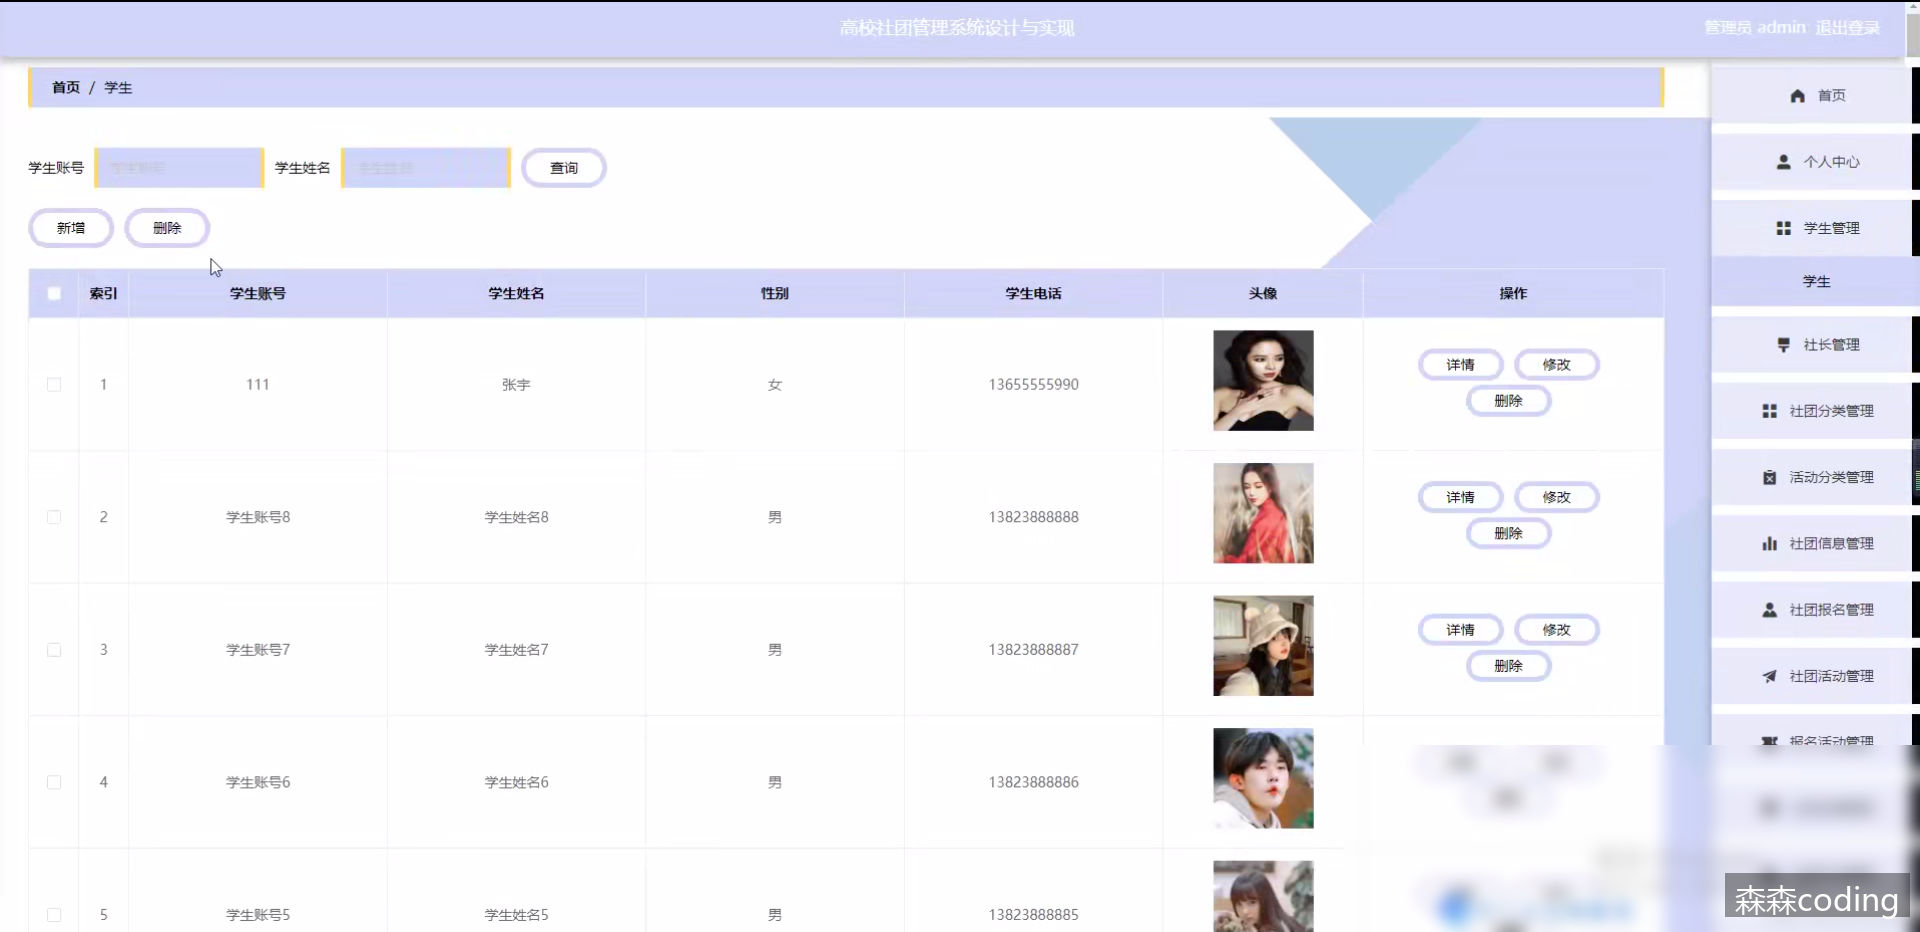 高校社团管理系统设计与实现
管理员 admin 退出登录
首页 / 学生
学生账号 学生账号 学生姓名 学生姓名 查询
新增 删除
索引 学生账号 学生姓名 性别 学生电话 头像 操作
1 111 张宇 女 13655555990 详情 修改
删除
2 学生账号8 学生姓名8 男 13823888888 详情 修改
删除
3 学生账号7 学生姓名7 男 13823888887 详情 修改
删除
4 学生账号6 学生姓名6 男 13823888886
5 学生账号5 学生姓名5 男 13823888885
首页
个人中心
学生管理
学生
社长管理
社团分类管理
活动分类管理
社团信息管理
社团报名管理
社团活动管理
报名活动管理
森森coding